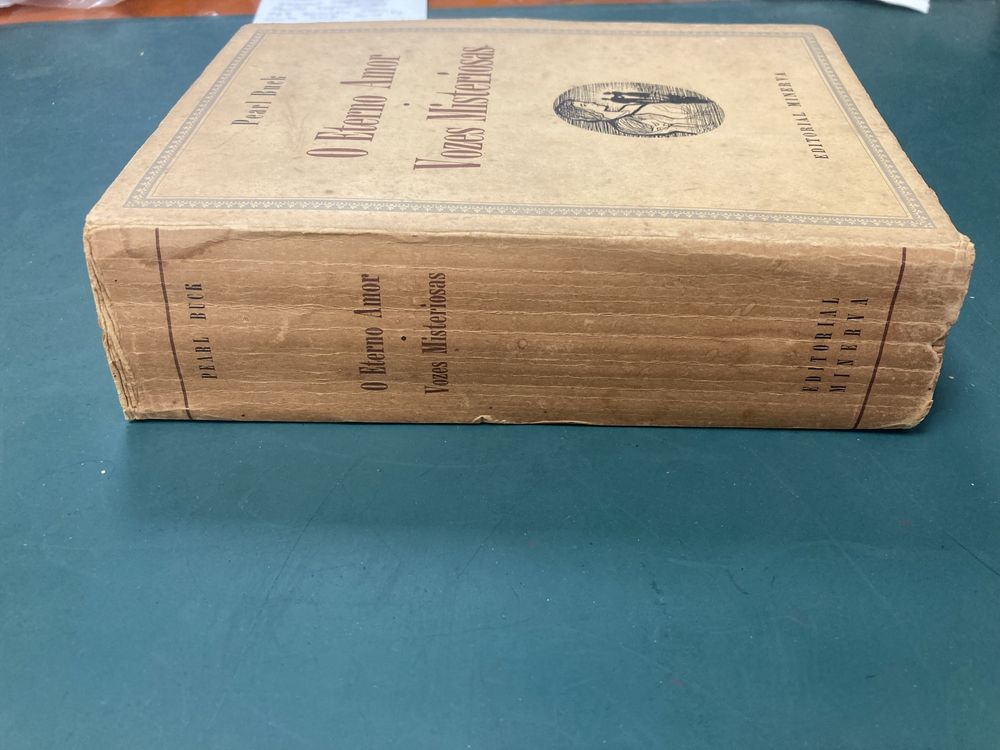 Pearl Buck
O Eterno Amor
•
Vozes Misteriosas
EDITORIAL MINERVA
PEARL BUCK
O Eterno Amor
•
Vozes Misteriosas
EDITORIAL
MINERVA